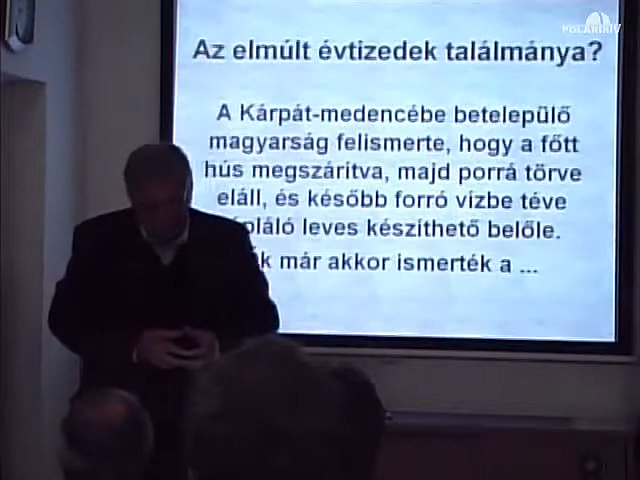 POLARIKIV
Az elmúlt évtizedek találmánya?
A Kárpát-medencébe betelepülő
magyarság felismerte, hogy a főtt
hús megszárítva, majd porrá törve
eláll, és később forró vízbe téve
leves készíthető belőle.
már akkor ismerték a ...